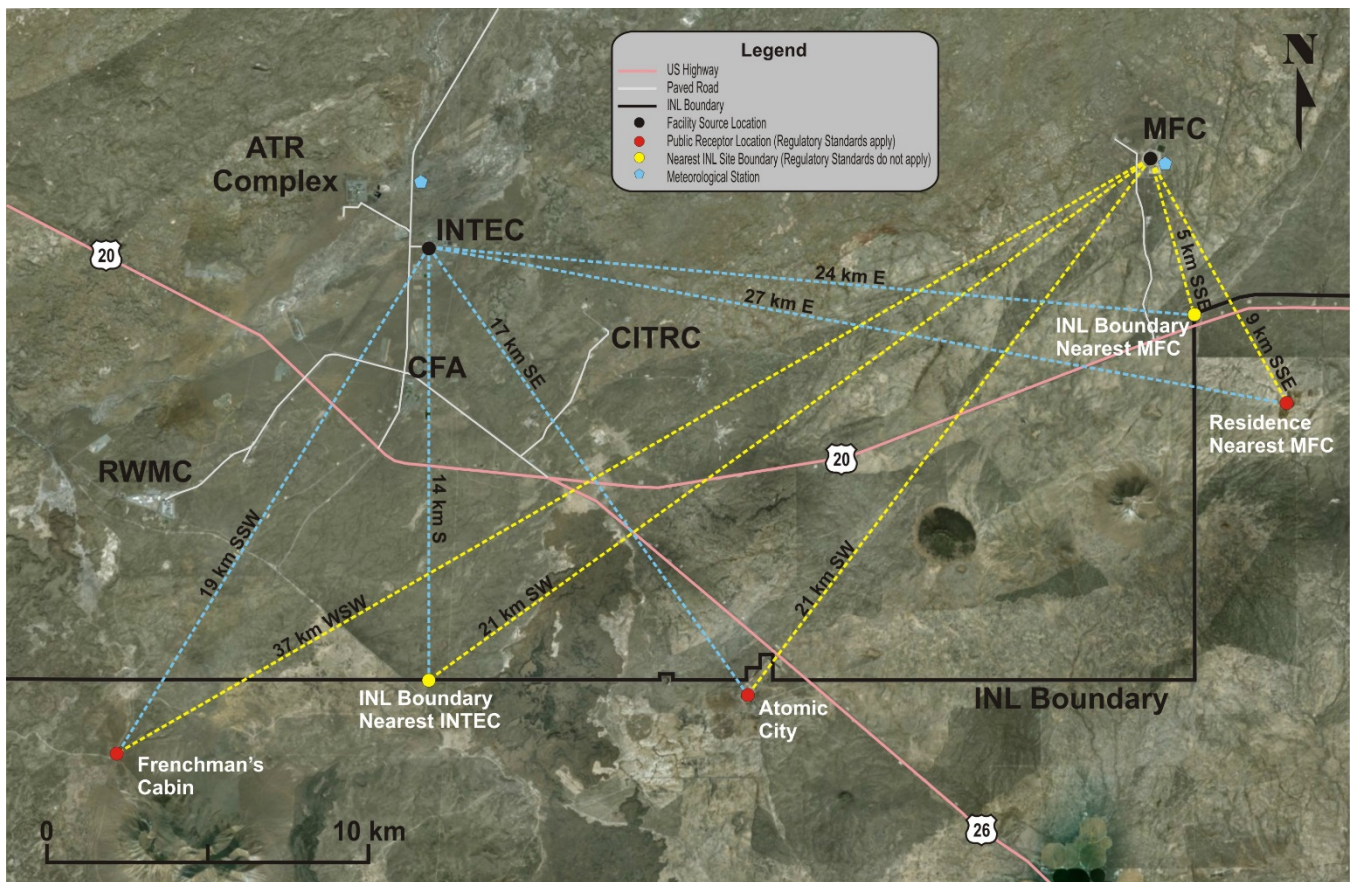 Legend
US Highway
Paved Road
INL Boundary
Facility Source Location
Public Receptor Location (Regulatory Standards apply)
Nearest INL Site Boundary (Regulatory Standards do not apply)
Meteorological Station
N
MFC
ATR
Complex
INTEC
20
24 km E
27 km E
5 km SSE
9 km SSE
INL Boundary
Nearest MFC
17 km SE
CITRC
CFA
Residence
Nearest MFC
20
RWMC
14 km S
19 km SSW
37 km WSW
21 km SW
21 km SW
INL Boundary
Nearest INTEC
Atomic
City
INL Boundary
Frenchman's
Cabin
0
10 km
26